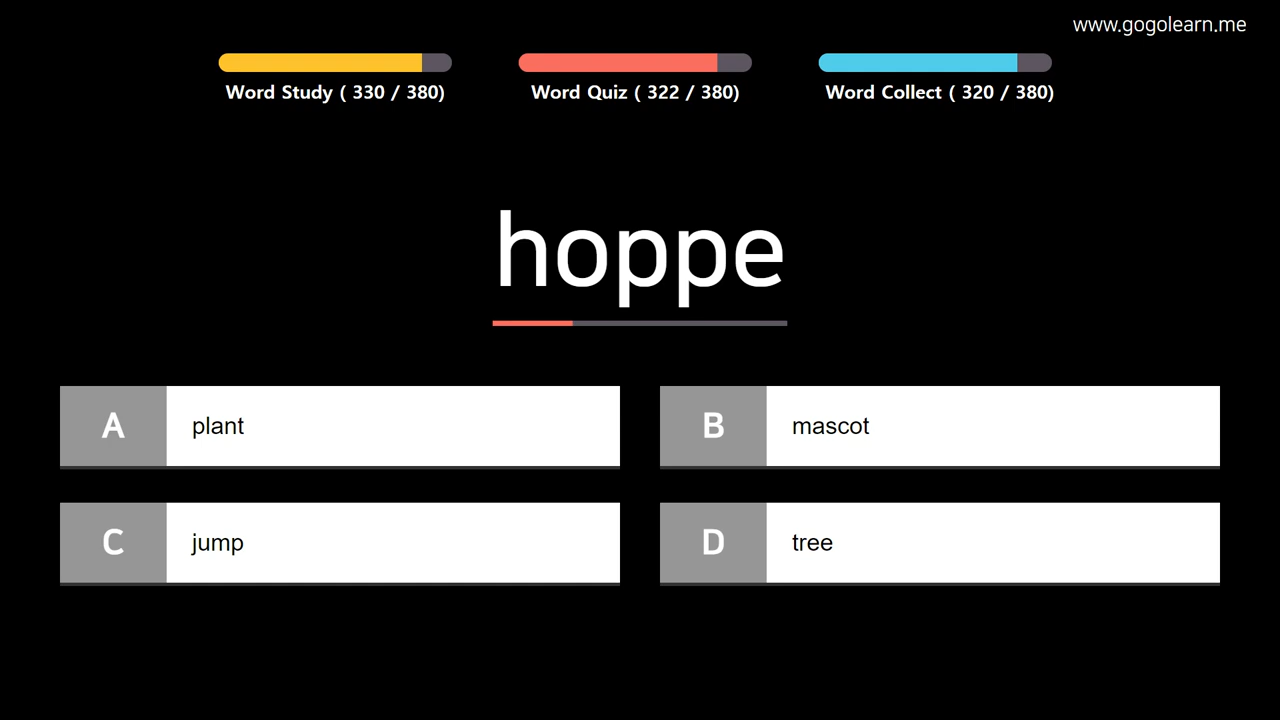 www.gogolearn.me
Word Study ( 330 / 380)
Word Quiz ( 322 / 380)
Word Collect ( 320 / 380)
hoppe
A plant
B mascot
C jump
D tree